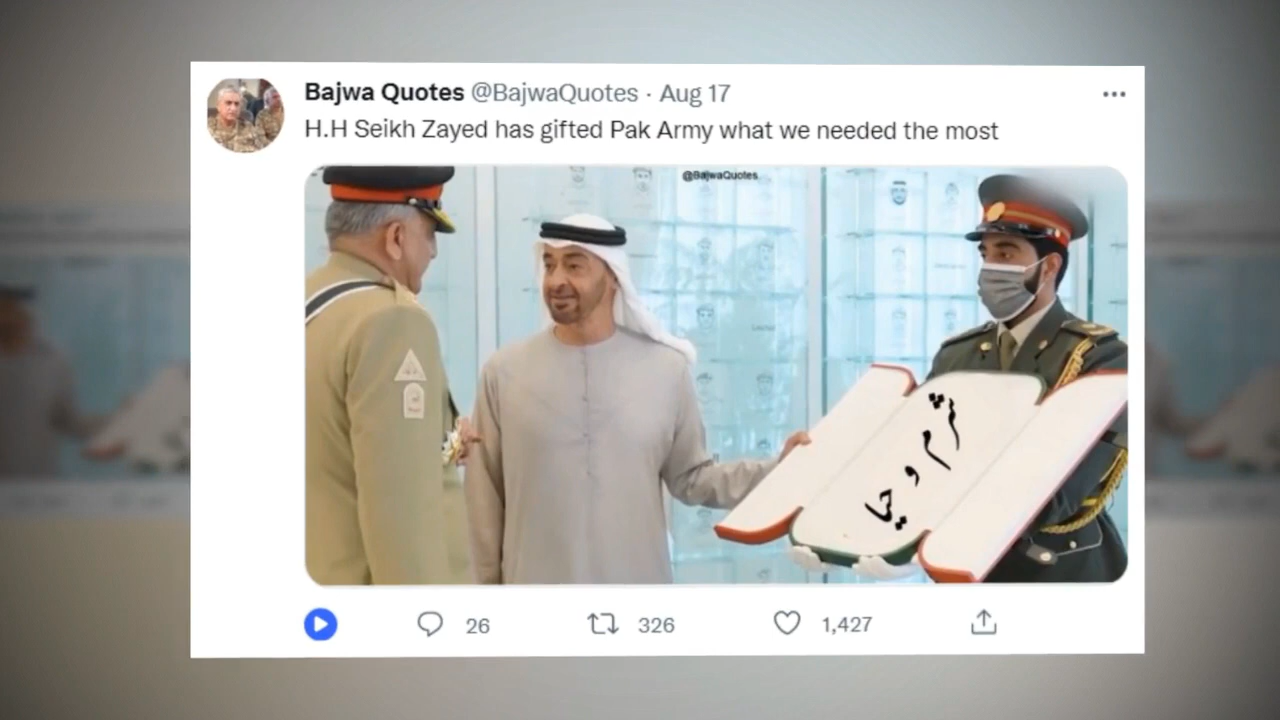 Bajwa Quotes @BajwaQuotes · Aug 17
H.H Seikh Zayed has gifted Pak Army what we needed the most
@BajwaQuotes
شرم و حیا
26
326
1,427